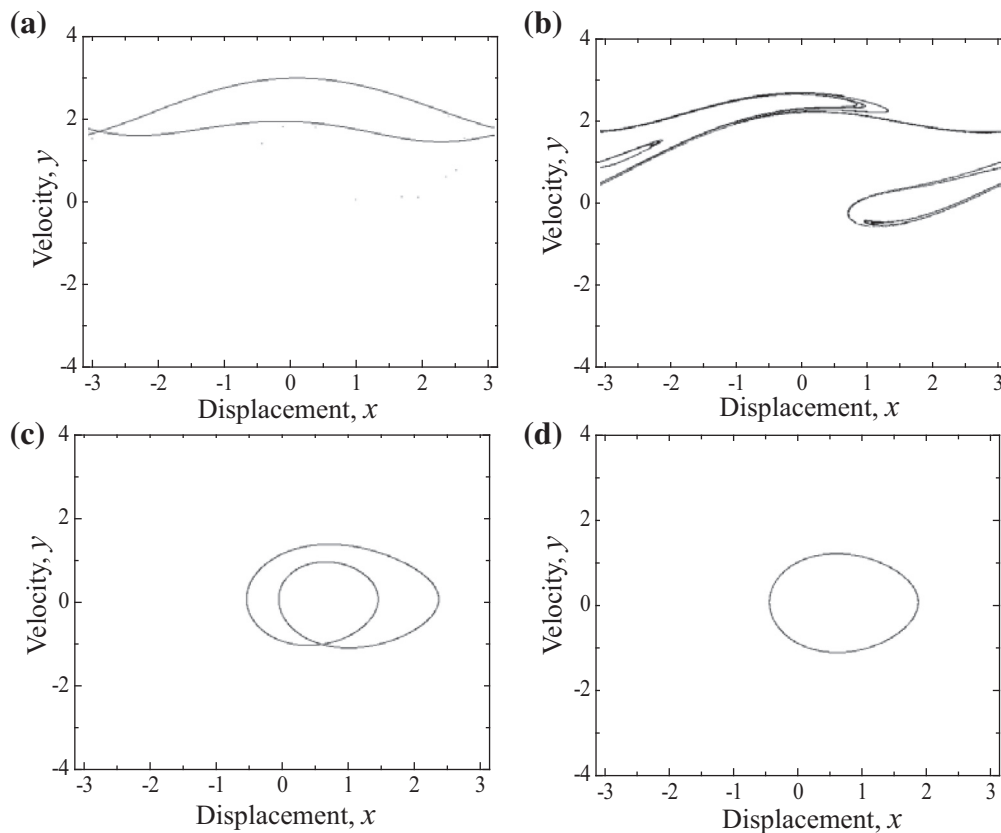 (a)
4
2
0
-2
-4
Velocity, y
-3 -2 -1 0 1 2 3
Displacement, x
(b)
4
2
0
-2
-4
Velocity, y
-3 -2 -1 0 1 2 3
Displacement, x
(c)
4
2
0
-2
-4
Velocity, y
-3 -2 -1 0 1 2 3
Displacement, x
(d)
4
2
0
-2
-4
Velocity, y
-3 -2 -1 0 1 2 3
Displacement, x